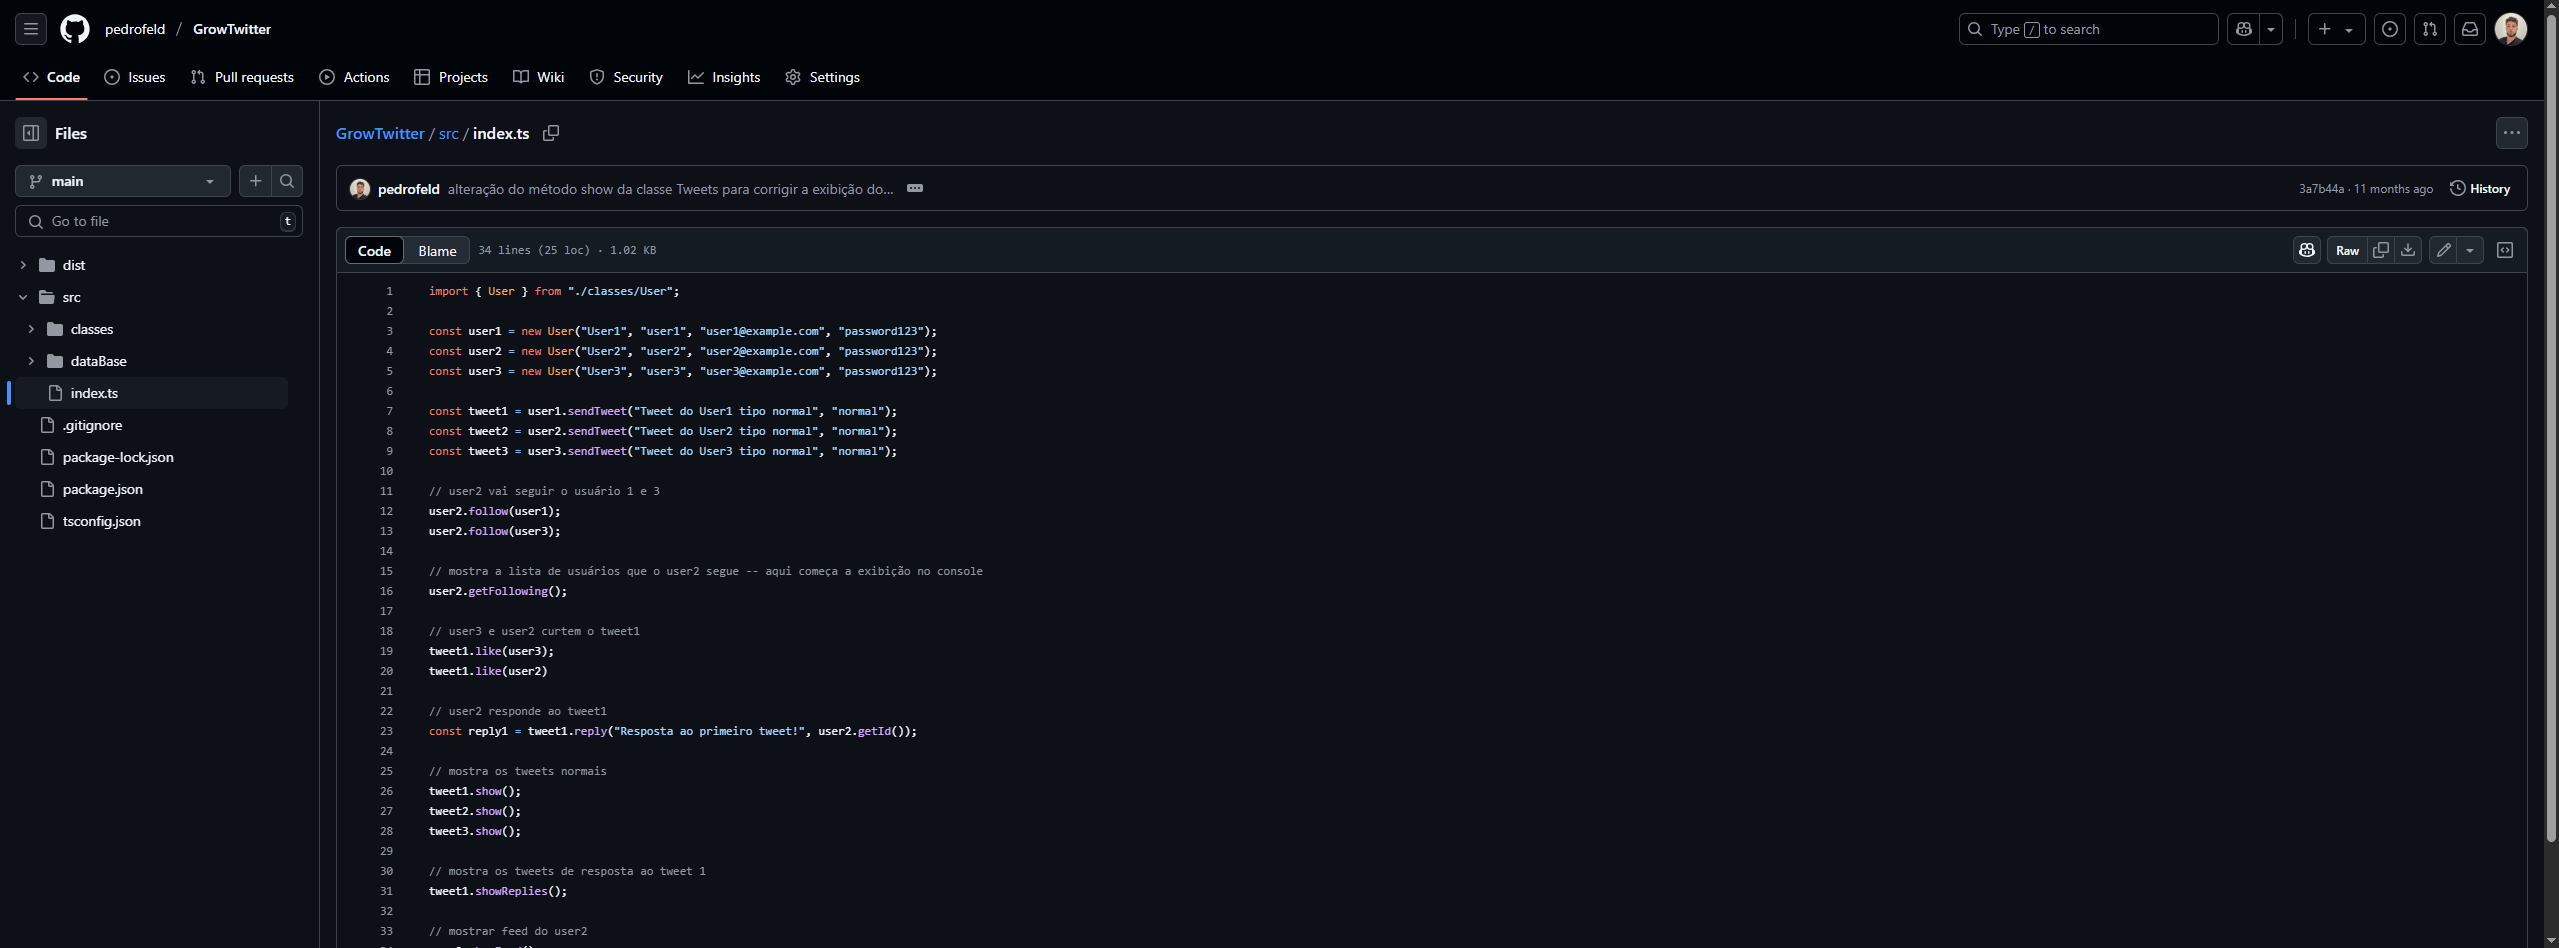 pedrofeld / GrowTwitter
Type / to search
Code Issues Pull requests Actions Projects Wiki Security Insights Settings
Files
main
Go to file t
dist
src
classes
dataBase
index.ts
.gitignore
package-lock.json
package.json
tsconfig.json
GrowTwitter / src / index.ts
pedrofeld alteração do método show da classe Tweets para corrigir a exibição do...
3a7b44a · 11 months ago History
Code Blame 34 lines (25 loc) · 1.02 KB
Raw
1 import { User } from "./classes/User";
2
3 const user1 = new User("User1", "user1", "user1@example.com", "password123");
4 const user2 = new User("User2", "user2", "user2@example.com", "password123");
5 const user3 = new User("User3", "user3", "user3@example.com", "password123");
6
7 const tweet1 = user1.sendTweet("Tweet do User1 tipo normal", "normal");
8 const tweet2 = user2.sendTweet("Tweet do User2 tipo normal", "normal");
9 const tweet3 = user3.sendTweet("Tweet do User3 tipo normal", "normal");
10
11 // user2 vai seguir o usuário 1 e 3
12 user2.follow(user1);
13 user2.follow(user3);
14
15 // mostra a lista de usuários que o user2 segue -- aqui começa a exibição no console
16 user2.getFollowing();
17
18 // user3 e user2 curtem o tweet1
19 tweet1.like(user3);
20 tweet1.like(user2)
21
22 // user2 responde ao tweet1
23 const reply1 = tweet1.reply("Resposta ao primeiro tweet!", user2.getId());
24
25 // mostra os tweets normais
26 tweet1.show();
27 tweet2.show();
28 tweet3.show();
29
30 // mostra os tweets de resposta ao tweet 1
31 tweet1.showReplies();
32
33 // mostrar feed do user2